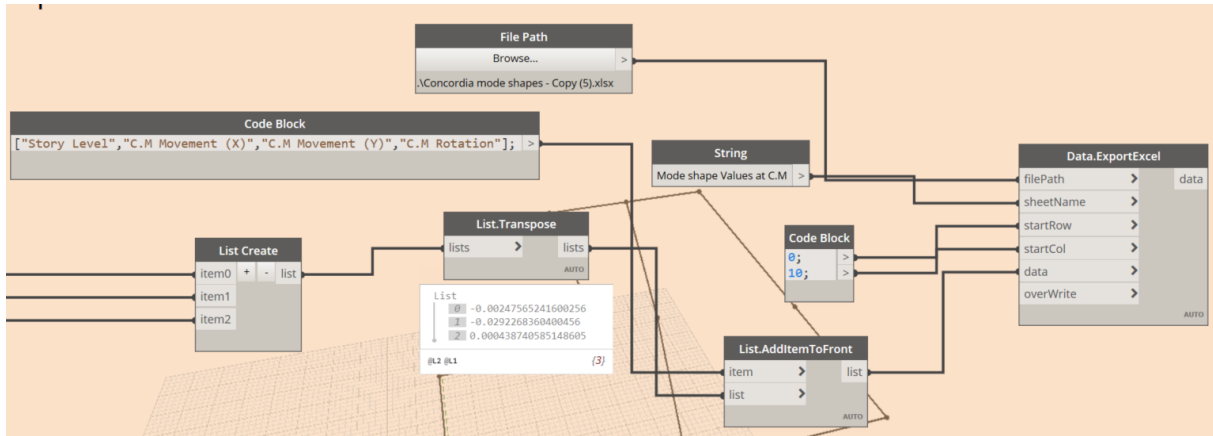 File Path
Browse...
>
.\Concordia mode shapes - Copy (5).xlsx
Code Block
["Story Level","C.M Movement (X)","C.M Movement (Y)","C.M Rotation"]; >
String
Mode shape Values at C.M >
Data.ExportExcel
filePath > data
sheetName >
startRow >
startCol >
data >
overWrite >
AUTO
List.Transpose
lists > lists
AUTO
Code Block
0; >
10; >
List Create
item0 + - list
item1
item2
List
0 -0.00247565241600256
1 -0.0292268360400456
2 0.000438740585148605
@L2 @L1 {3}
List.AddItemToFront
item > list
list >
AUTO